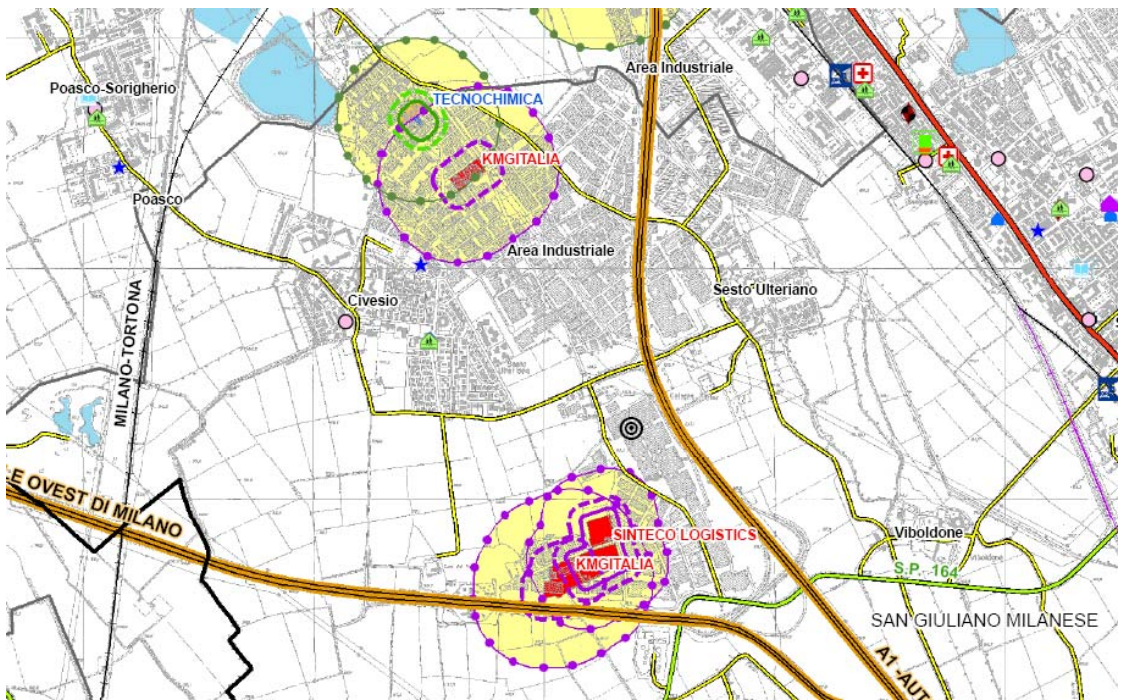 Area Industriale
Poasco-Sorigherio
TECNOCHIMICA
KMGITALIA
Poasco
Area Industriale
Sesto Ulteriano
Civesio
MILANO-TORTONA
LE OVEST DI MILANO
SINTECO LOGISTICS
KMGITALIA
Viboldone
S.P. 164
SAN GIULIANO MILANESE
A1-AUT